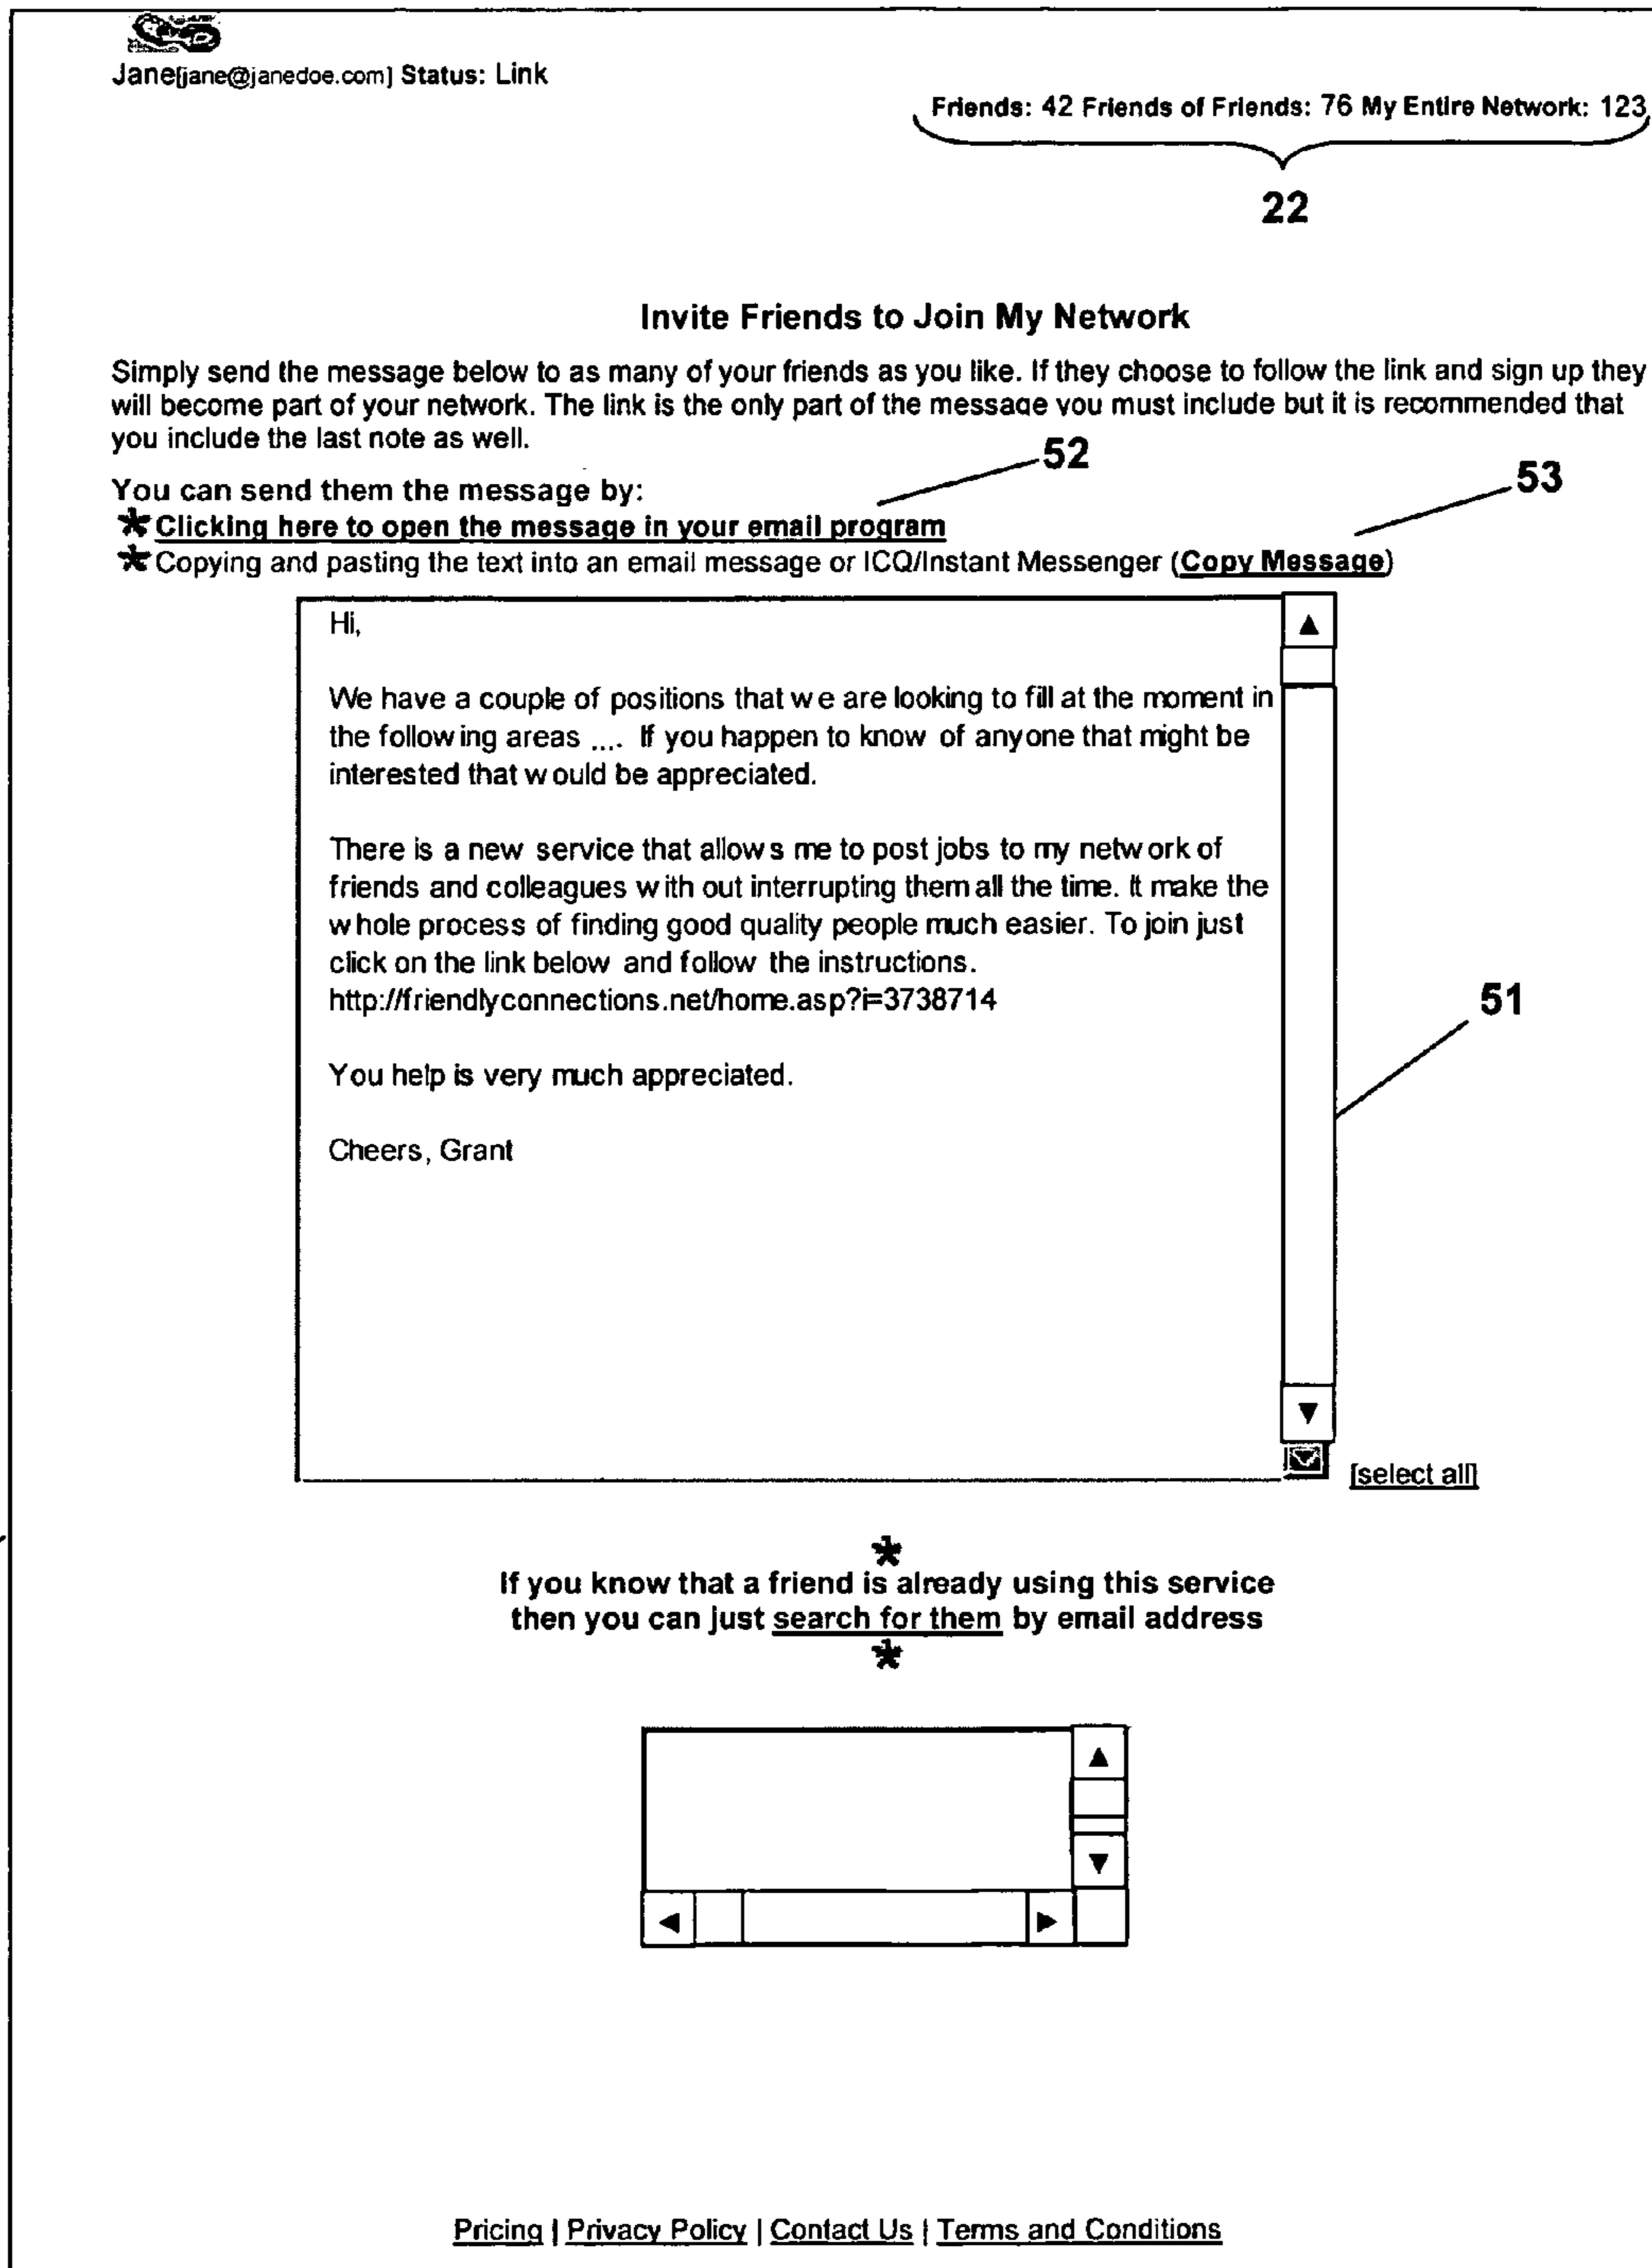 Jane[jane@janedoe.com] Status: Link
Friends: 42 Friends of Friends: 76 My Entire Network: 123
22
Invite Friends to Join My Network
Simply send the message below to as many of your friends as you like. If they choose to follow the link and sign up they
will become part of your network. The link is the only part of the message you must include but it is recommended that
you include the last note as well.
52
53
You can send them the message by:
* Clicking here to open the message in your email program
* Copying and pasting the text into an email message or ICQ/Instant Messenger (Copy Message)
Hi,
We have a couple of positions that we are looking to fill at the moment in
the following areas .... If you happen to know of anyone that might be
interested that would be appreciated.
There is a new service that allows me to post jobs to my network of
friends and colleagues with out interrupting them all the time. It make the
whole process of finding good quality people much easier. To join just
click on the link below and follow the instructions.
http://friendlyconnections.net/home.asp?i=3738714
51
You help is very much appreciated.
Cheers, Grant
[select all]
*
If you know that a friend is already using this service
then you can just search for them by email address
*
Pricing | Privacy Policy | Contact Us | Terms and Conditions